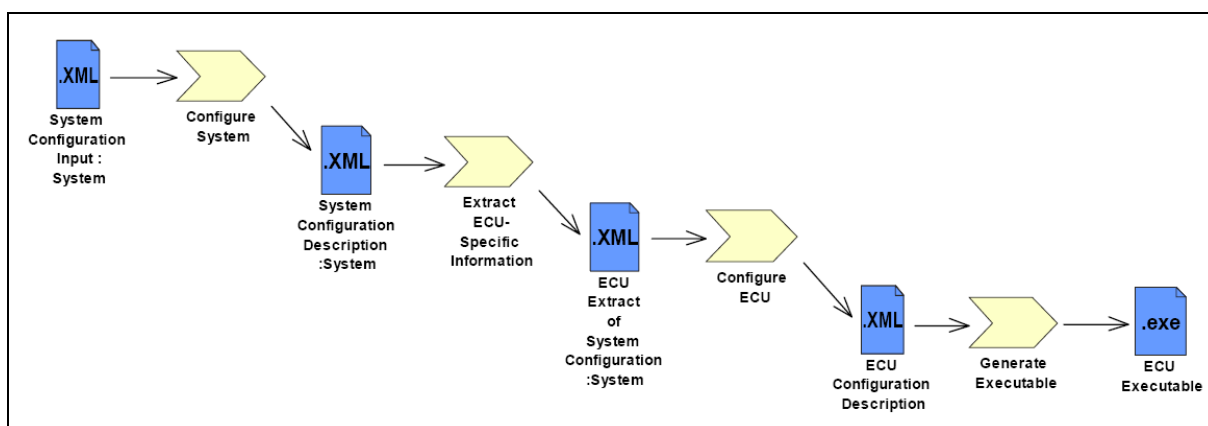 .XML
System
Configuration
Input :
System
Configure
System
.XML
System
Configuration
Description
:System
Extract
ECU-
Specific
Information
.XML
ECU
Extract
of
System
Configuration
:System
Configure
ECU
.XML
ECU
Configuration
Description
Generate
Executable
.exe
ECU
Executable